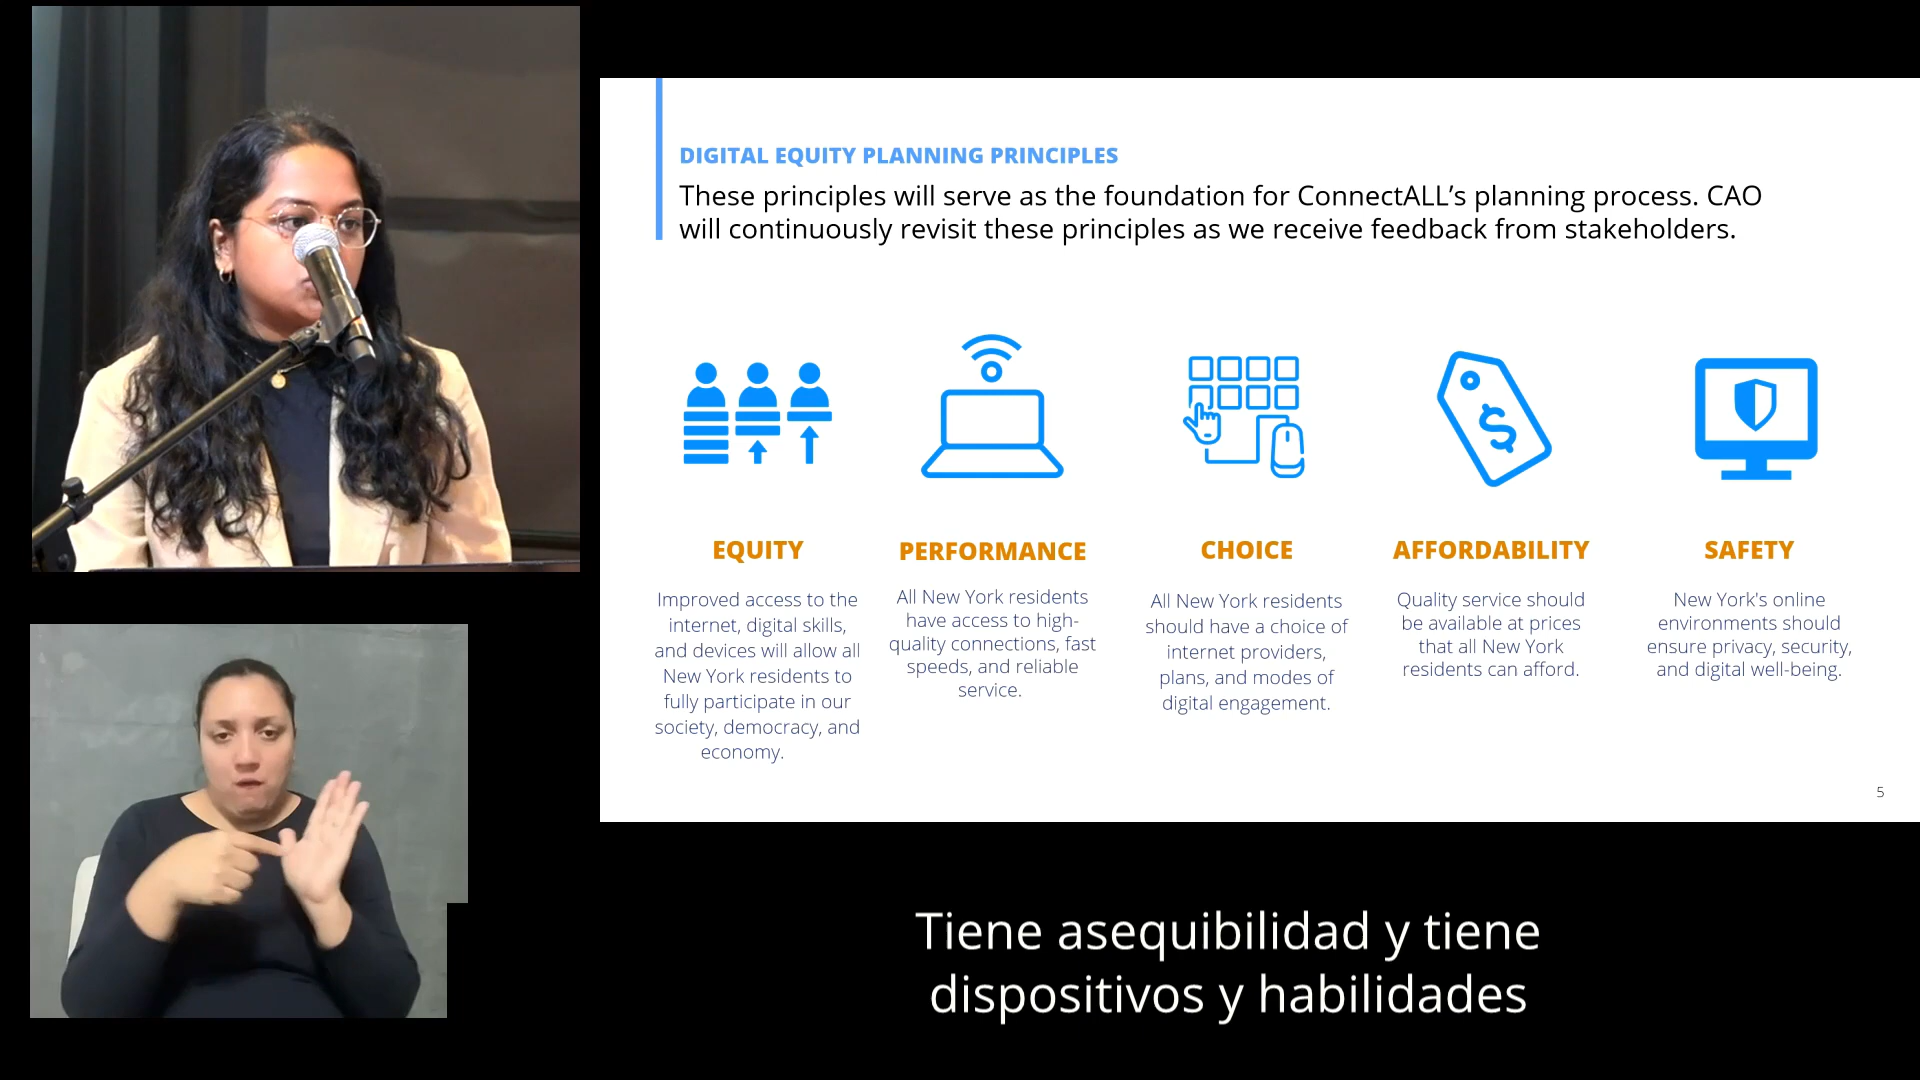 DIGITAL EQUITY PLANNING PRINCIPLES
These principles will serve as the foundation for ConnectALL’s planning process. CAO
will continuously revisit these principles as we receive feedback from stakeholders.
EQUITY
Improved access to the
internet, digital skills,
and devices will allow all
New York residents to
fully participate in our
society, democracy, and
economy.
PERFORMANCE
All New York residents
have access to high-
quality connections, fast
speeds, and reliable
service.
CHOICE
All New York residents
should have a choice of
internet providers,
plans, and modes of
digital engagement.
AFFORDABILITY
Quality service should
be available at prices
that all New York
residents can afford.
SAFETY
New York's online
environments should
ensure privacy, security,
and digital well-being.
5
Tiene asequibilidad y tiene
dispositivos y habilidades